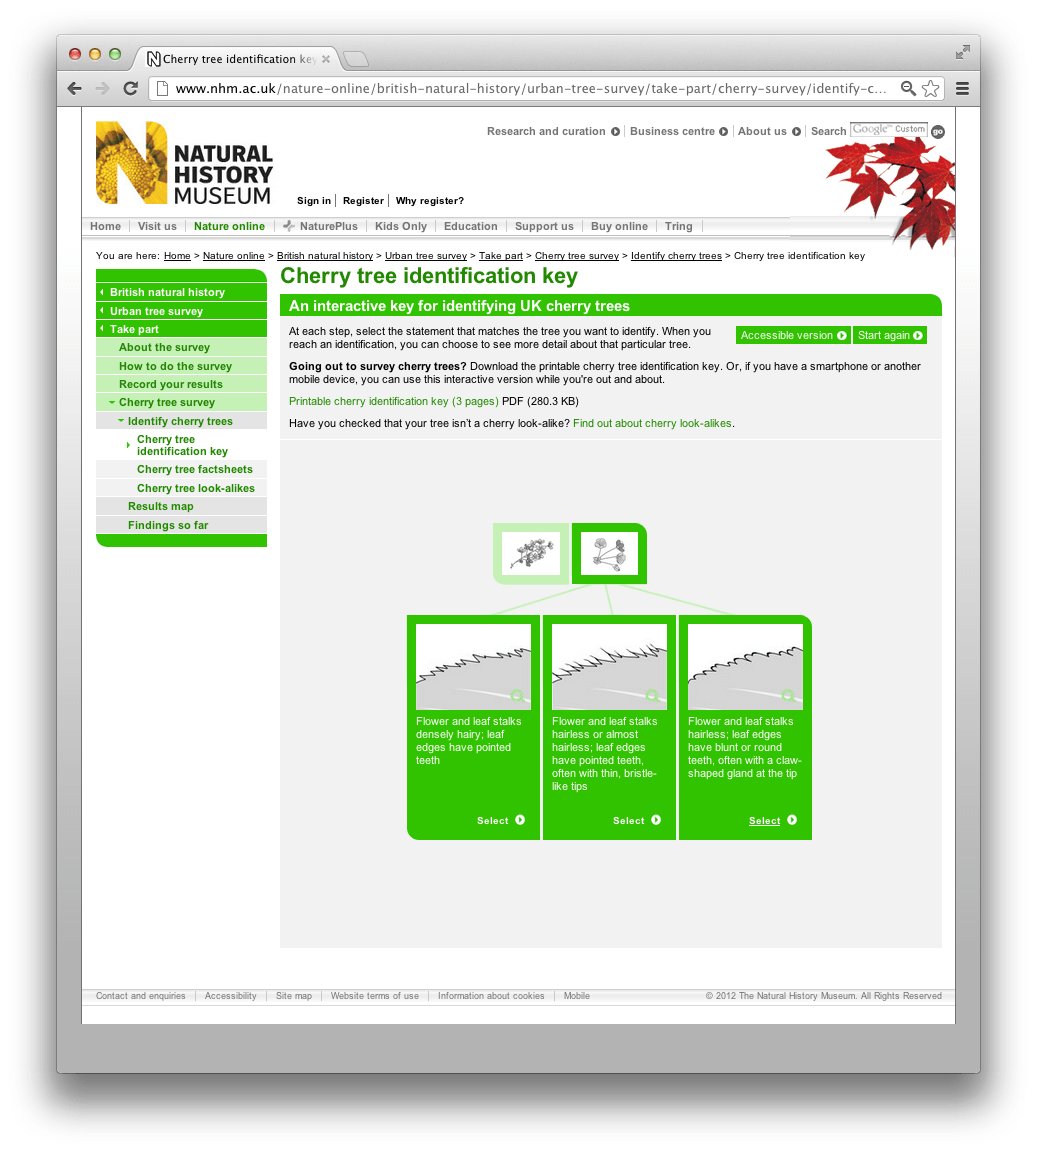 Cherry tree identification key
www.nhm.ac.uk/nature-online/british-natural-history/urban-tree-survey/take-part/cherry-survey/identify-c...
Research and curation
Business centre
About us
Search
Google™ Custom
go
NATURAL
HISTORY
MUSEUM
Sign in
Register
Why register?
Home
Visit us
Nature online
NaturePlus
Kids Only
Education
Support us
Buy online
Tring
You are here: Home > Nature online > British natural history > Urban tree survey > Take part > Cherry tree survey > Identify cherry trees > Cherry tree identification key
British natural history
Urban tree survey
Take part
About the survey
How to do the survey
Record your results
Cherry tree survey
Identify cherry trees
Cherry tree
identification key
Cherry tree factsheets
Cherry tree look-alikes
Results map
Findings so far
Cherry tree identification key
An interactive key for identifying UK cherry trees
At each step, select the statement that matches the tree you want to identify. When you
reach an identification, you can choose to see more detail about that particular tree.
Accessible version
Start again
Going out to survey cherry trees? Download the printable cherry tree identification key. Or, if you have a smartphone or another
mobile device, you can use this interactive version while you're out and about.
Printable cherry identification key (3 pages) PDF (280.3 KB)
Have you checked that your tree isn’t a cherry look-alike? Find out about cherry look-alikes.
Flower and leaf stalks
densely hairy; leaf
edges have pointed
teeth
Select
Flower and leaf stalks
hairless or almost
hairless; leaf edges
have pointed teeth,
often with thin, bristle-
like tips
Select
Flower and leaf stalks
hairless; leaf edges
have blunt or round
teeth, often with a claw-
shaped gland at the tip
Select
Contact and enquiries
Accessibility
Site map
Website terms of use
Information about cookies
Mobile
© 2012 The Natural History Museum. All Rights Reserved